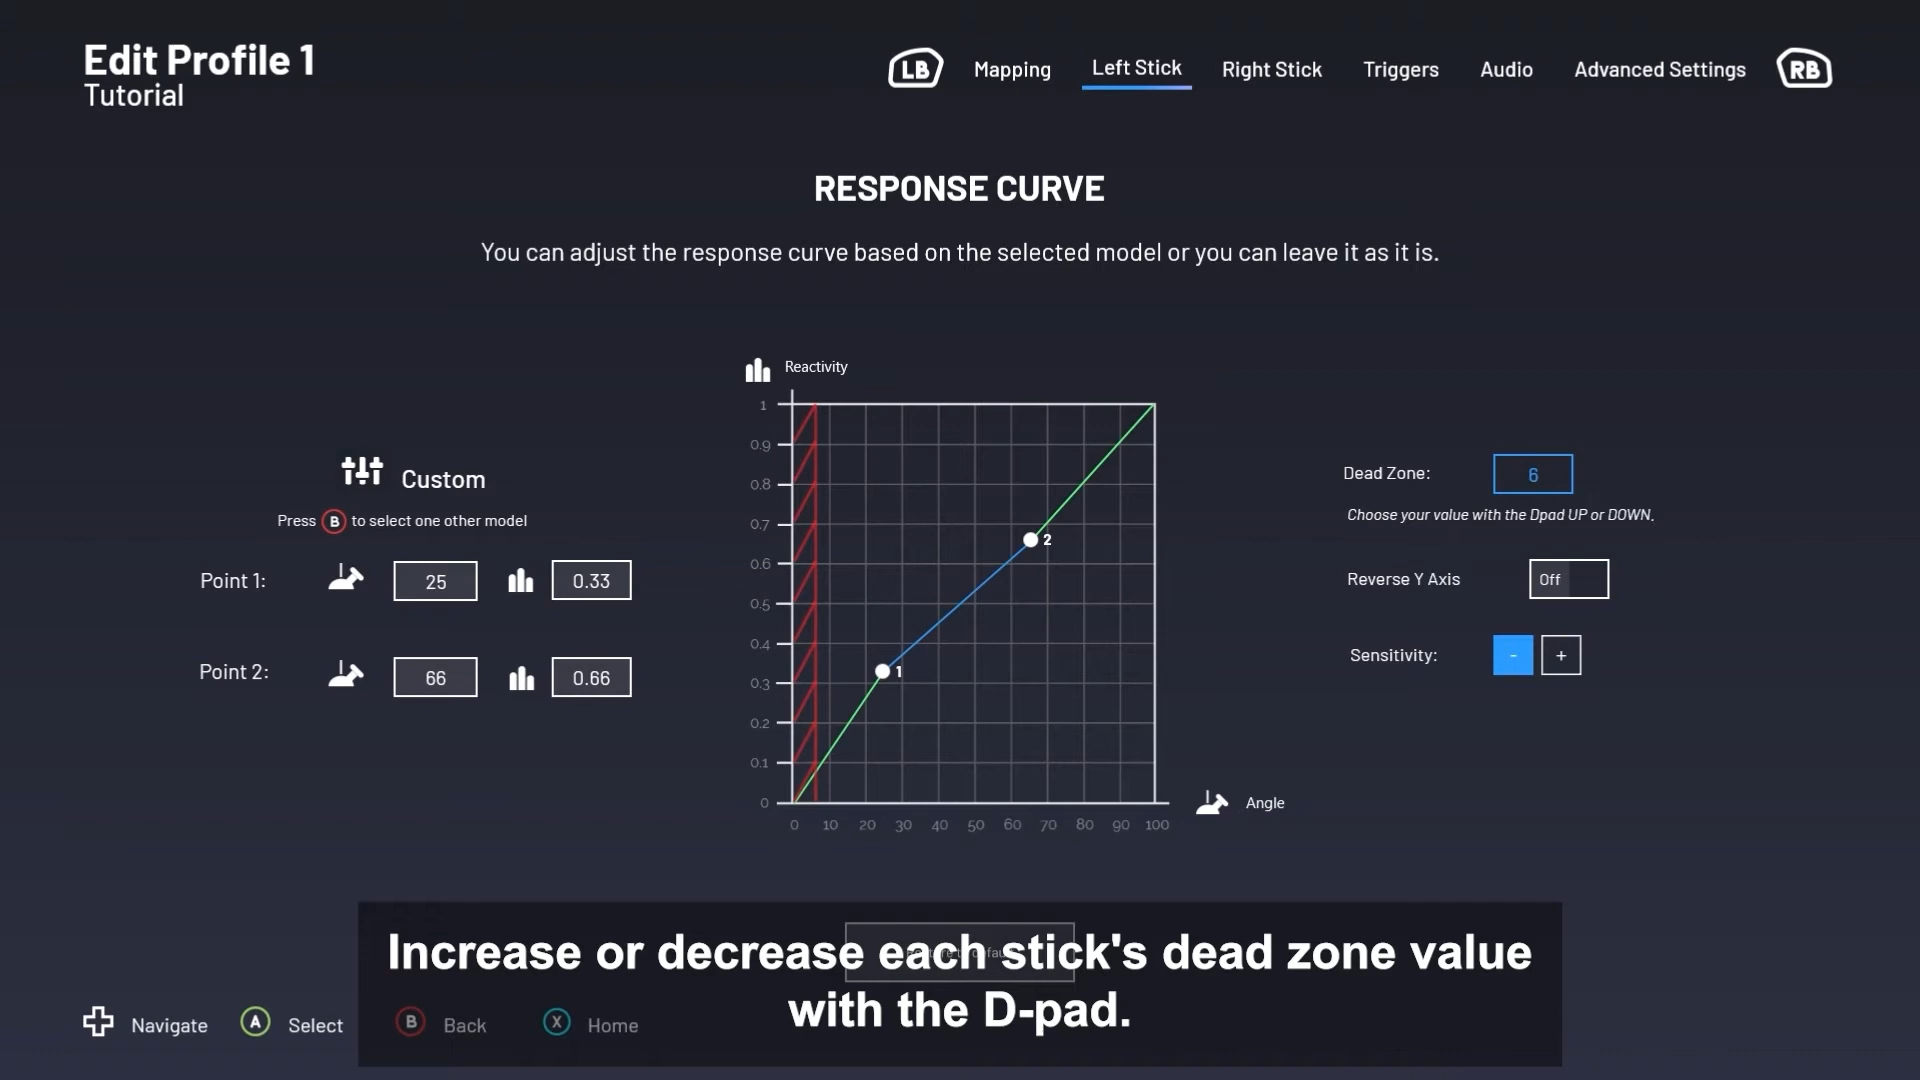 Edit Profile 1
Tutorial
LB Mapping Left Stick Right Stick Triggers Audio Advanced Settings RB
RESPONSE CURVE
You can adjust the response curve based on the selected model or you can leave it as it is.
Reactivity
1
0.9
0.8
0.7
0.6
0.5
0.4
0.3
0.2
0.1
0
0 10 20 30 40 50 60 70 80 90 100
Angle
2
1
Custom
Press B to select one other model
Point 1: 25 0.33
Point 2: 66 0.66
Dead Zone: 6
Choose your value with the Dpad UP or DOWN.
Reverse Y Axis Off
Sensitivity: - +
Increase or decrease each stick's dead zone value
with the D-pad.
Navigate A Select B Back X Home